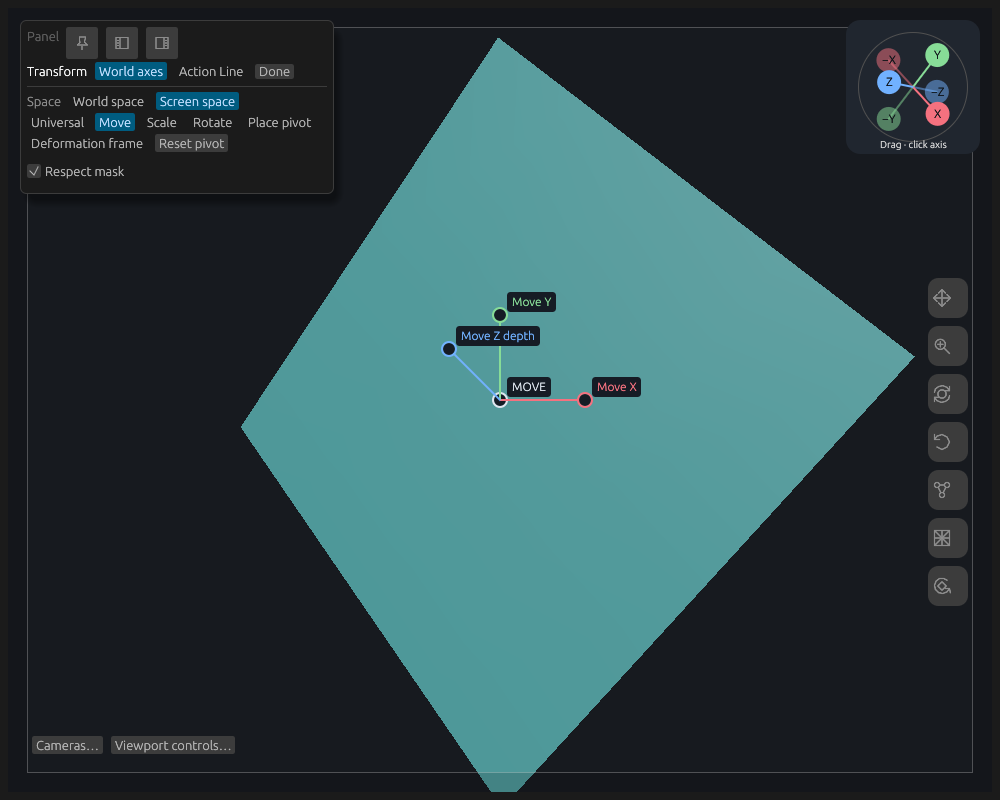 Panel
Transform World axes Action Line Done
Space World space Screen space
Universal Move Scale Rotate Place pivot
Deformation frame Reset pivot
Respect mask
−X
Y
Z
−Z
−Y
X
Drag · click axis
Move Y
Move Z depth
MOVE
Move X
Cameras… Viewport controls…